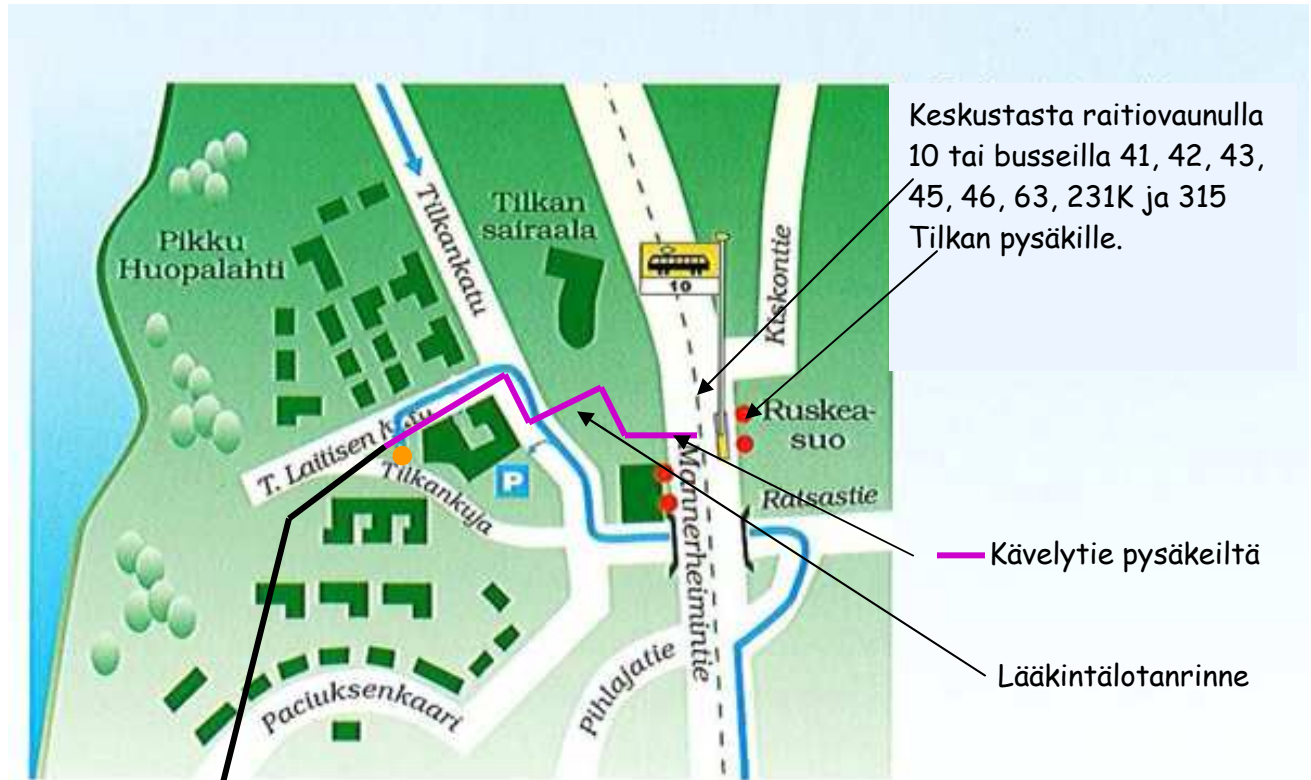 Keskustasta raitiovaunulla
10 tai busseilla 41, 42, 43,
45, 46, 63, 231K ja 315
Tilkan pysäkille.
Tilkankatu
Tilkan
sairaala
Pikku
Huopalahti
10
Kiskontie
Ruskea-
suo
T. Laitisen katu
Tilkankuja
P
Mannerheimintie
Ratsastie
Kävelytie pysäkeiltä
Pihlajatie
Paciuksenkaari
Lääkintälotanrinne